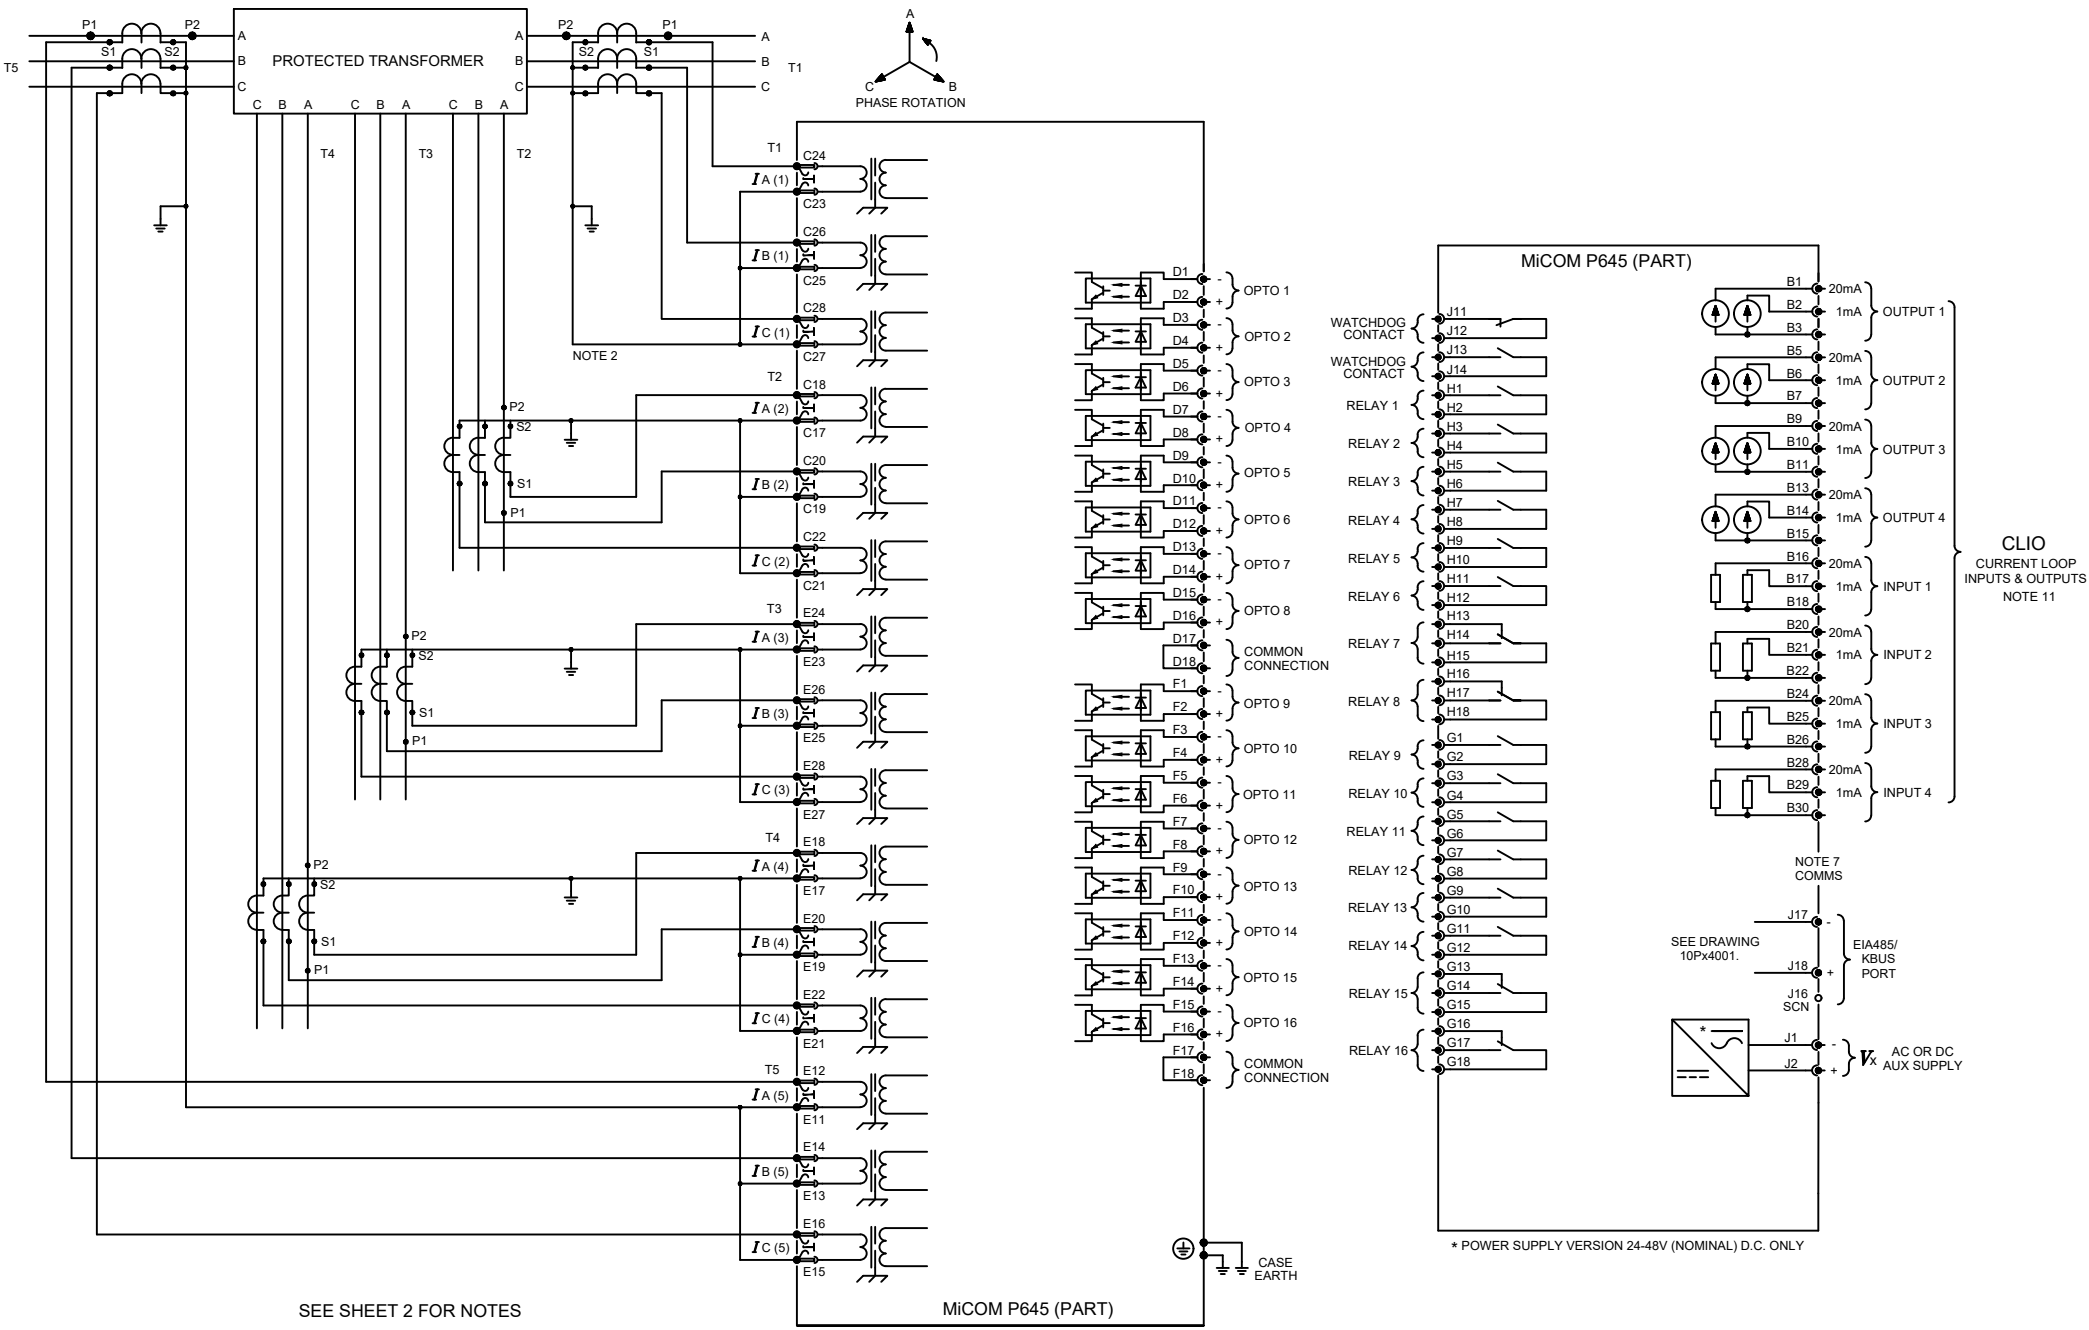 P1
P2
P2
P1
A
A
A
S1
S2
S2
S1
T5
B
PROTECTED TRANSFORMER
B
B
T1
C
C
C
C B A
C B A
C B A
T4
T3
T2
A
C
B
PHASE ROTATION
T1
C24
I A (1)
C23
C26
I B (1)
C25
C28
I C (1)
C27
NOTE 2
T2
C18
I A (2)
C17
C20
I B (2)
C19
C22
I C (2)
C21
P2
S2
S1
P1
T3
E24
I A (3)
E23
E26
I B (3)
E25
E28
I C (3)
E27
P2
S2
S1
P1
T4
E18
I A (4)
E17
E20
I B (4)
E19
E22
I C (4)
E21
P2
S2
S1
P1
T5
E12
I A (5)
E11
E14
I B (5)
E13
E16
I C (5)
E15
SEE SHEET 2 FOR NOTES
MiCOM P645 (PART)
D1 -
D2 +
OPTO 1
D3 -
D4 +
OPTO 2
D5 -
D6 +
OPTO 3
D7 -
D8 +
OPTO 4
D9 -
D10 +
OPTO 5
D11 -
D12 +
OPTO 6
D13 -
D14 +
OPTO 7
D15 -
D16 +
OPTO 8
D17
D18
COMMON
CONNECTION
F1 -
F2 +
OPTO 9
F3 -
F4 +
OPTO 10
F5 -
F6 +
OPTO 11
F7 -
F8 +
OPTO 12
F9 -
F10 +
OPTO 13
F11 -
F12 +
OPTO 14
F13 -
F14 +
OPTO 15
F15 -
F16 +
OPTO 16
F17
F18
COMMON
CONNECTION
CASE
EARTH
MiCOM P645 (PART)
WATCHDOG
CONTACT
J11
J12
WATCHDOG
CONTACT
J13
J14
RELAY 1
H1
H2
RELAY 2
H3
H4
RELAY 3
H5
H6
RELAY 4
H7
H8
RELAY 5
H9
H10
RELAY 6
H11
H12
RELAY 7
H13
H14
H15
RELAY 8
H16
H17
H18
RELAY 9
G1
G2
RELAY 10
G3
G4
RELAY 11
G5
G6
RELAY 12
G7
G8
RELAY 13
G9
G10
RELAY 14
G11
G12
RELAY 15
G13
G14
G15
RELAY 16
G16
G17
G18
B1 20mA
B2 1mA
B3
OUTPUT 1
B5 20mA
B6 1mA
B7
OUTPUT 2
B9 20mA
B10 1mA
B11
OUTPUT 3
B13 20mA
B14 1mA
B15
OUTPUT 4
B16 20mA
B17 1mA
B18
INPUT 1
B20 20mA
B21 1mA
B22
INPUT 2
B24 20mA
B25 1mA
B26
INPUT 3
B28 20mA
B29 1mA
B30
INPUT 4
CLIO
CURRENT LOOP
INPUTS & OUTPUTS
NOTE 11
NOTE 7
COMMS
SEE DRAWING
10Px4001.
J17 -
J18 +
J16
SCN
EIA485/
KBUS
PORT
*
J1 -
J2 +
Vx
AC OR DC
AUX SUPPLY
* POWER SUPPLY VERSION 24-48V (NOMINAL) D.C. ONLY